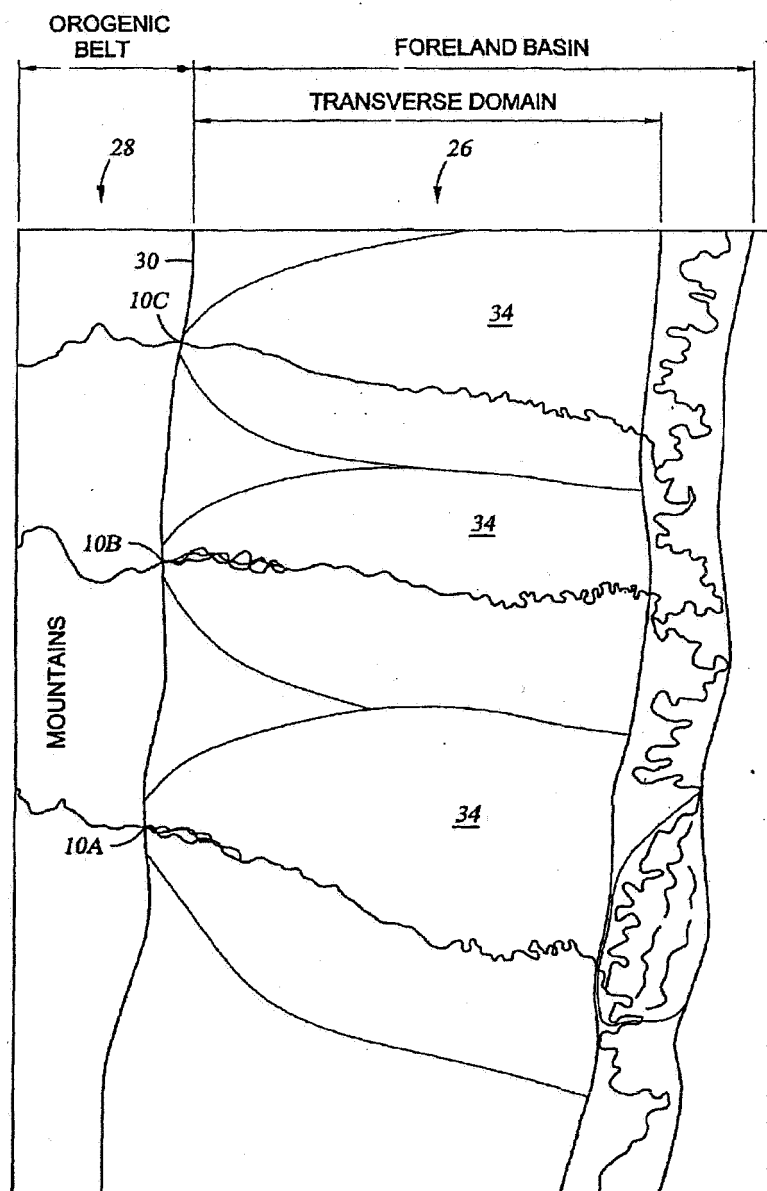 OROGENIC
BELT
FORELAND BASIN
TRANSVERSE DOMAIN
28
26
30
10C
34
10B
34
MOUNTAINS
34
10A